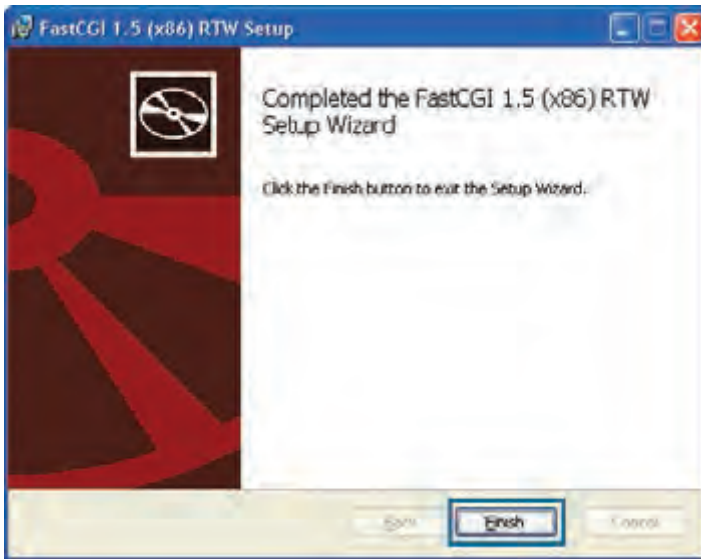 FastCGI 1.5 (x86) RTW Setup
Completed the FastCGI 1.5 (x86) RTW
Setup Wizard
Click the Finish button to exit the Setup Wizard.
Back
Finish
Cancel